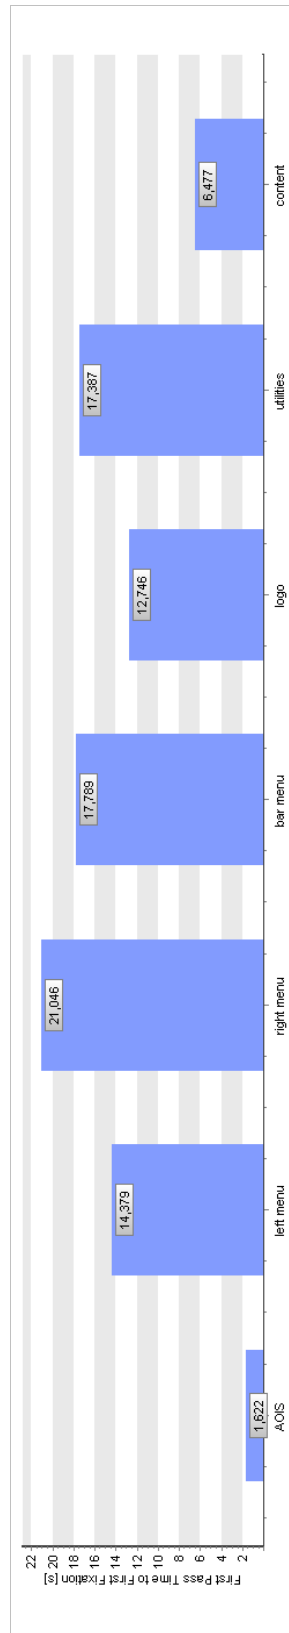 First Pass Time to First Fixation [s]
22
20
18
16
14
12
10
8
6
4
2
1,622
14,379
21,046
17,789
12,746
17,387
6,477
AOIS
left menu
right menu
bar menu
logo
utilities
content